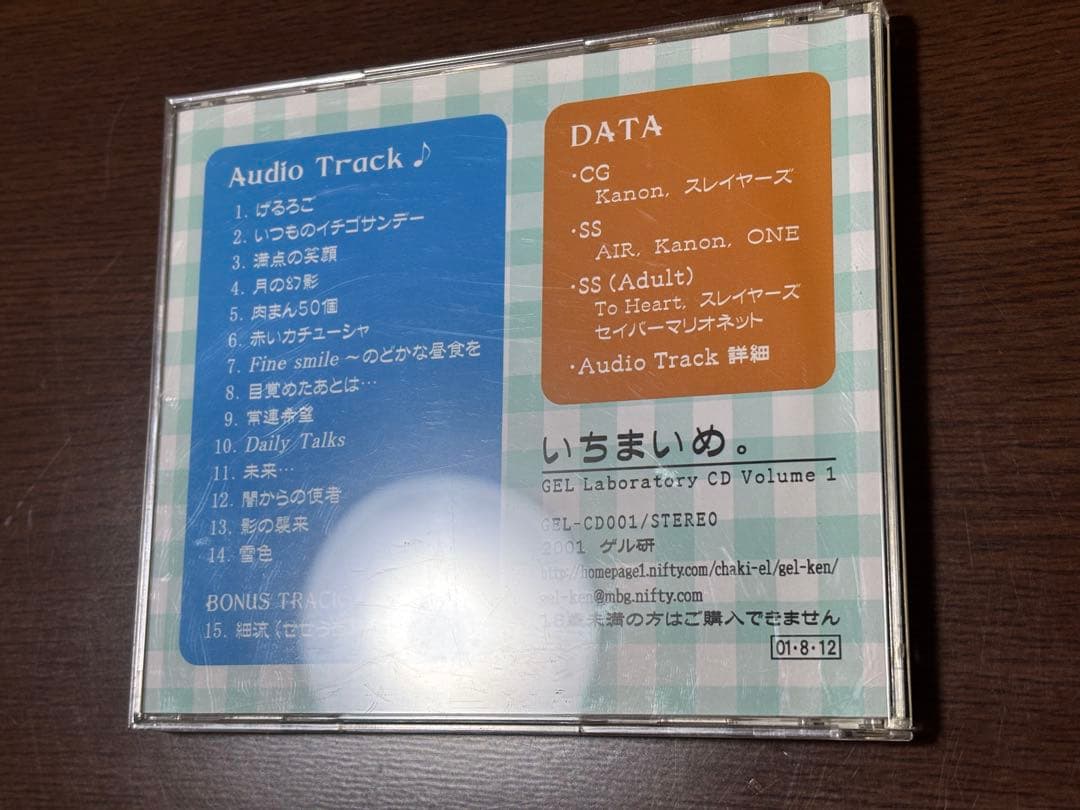 Audio Track ♪
1. げるろご
2. いつものイチゴサンデー
3. 満点の笑顔
4. 月の幻影
5. 肉まん50個
6. 赤いカチューシャ
7. Fine smile～のどかな昼食を
8. 目覚めたあとは…
9. 常連希望
10. Daily Talks
11. 未来…
12. 闇からの使者
13. 影の襲来
14. 雪色
BONUS TRACK
15. 細流(せせ
DATA
・CG
Kanon, スレイヤーズ
・SS
AIR, Kanon, ONE
・SS (Adult)
To Heart, スレイヤーズ
セイバーマリオネット
・Audio Track 詳細
いちまいめ。
GEL Laboratory CD Volume 1
GEL-CD001/STEREO
2001 ゲル研
http://homepage1.nifty.com/chaki-el/gel-ken/
gel-ken@mbg.nifty.com
18歳未満の方はご購入できません
01・8・12